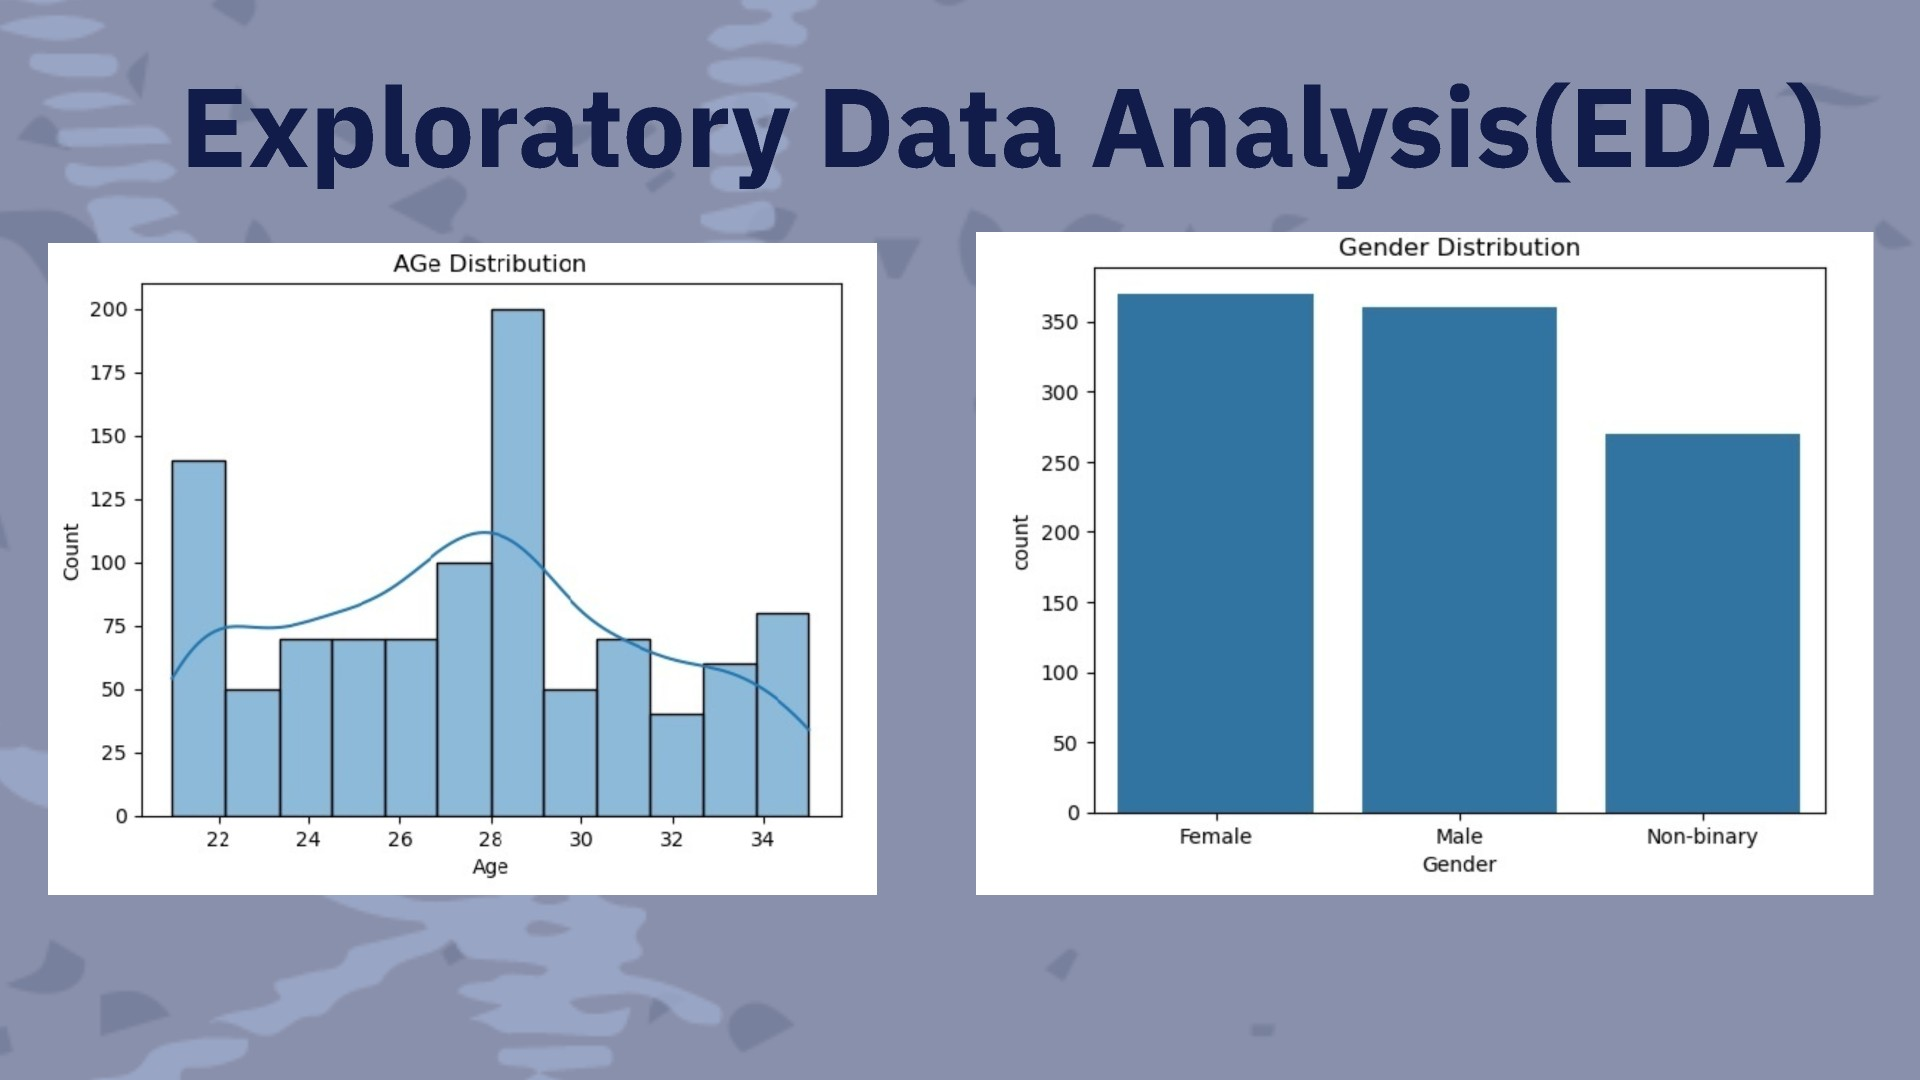 Exploratory Data Analysis(EDA)
AGe Distribution
200
175
150
125
100
75
50
25
0
Count
22 24 26 28 30 32 34
Age
Gender Distribution
350
300
250
200
150
100
50
0
count
Female Male Non-binary
Gender